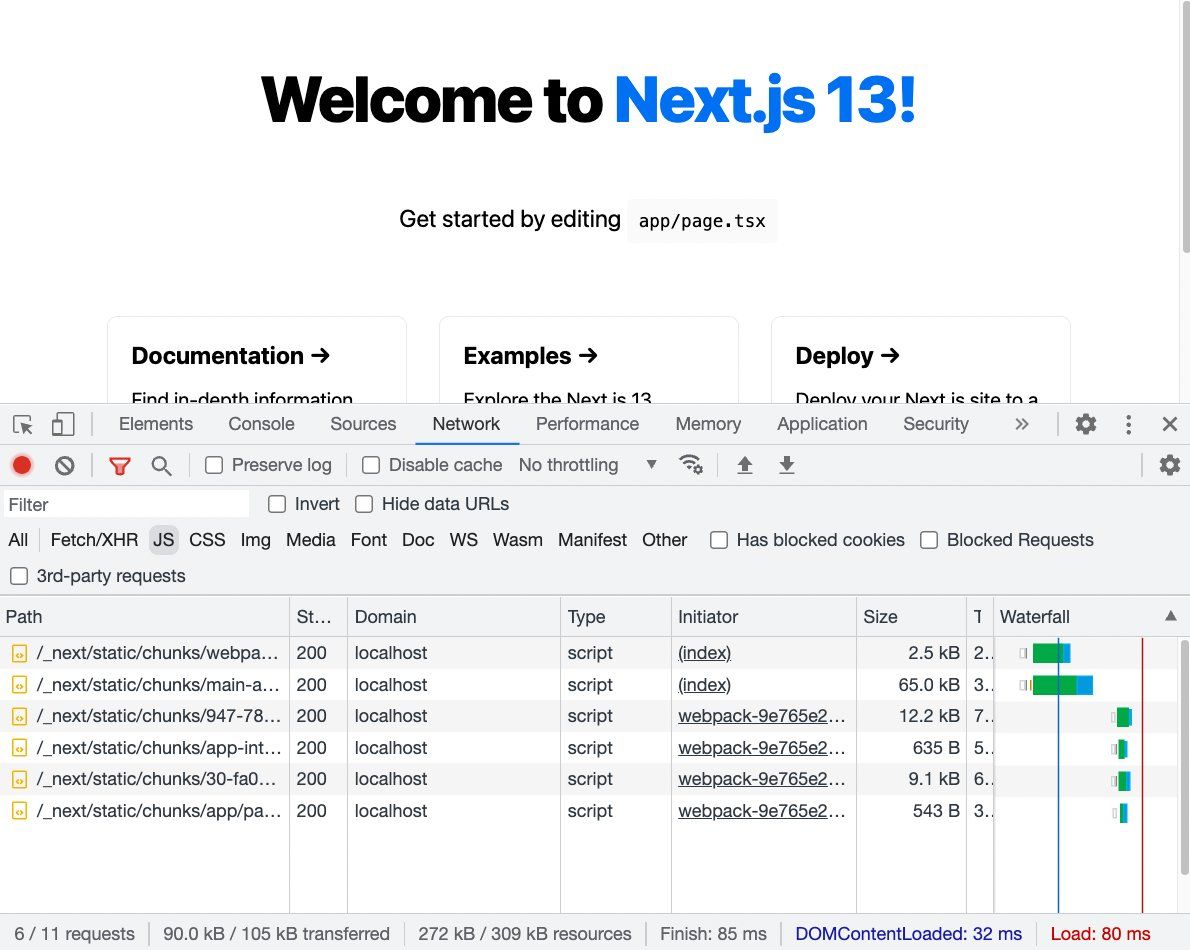 Welcome to Next.js 13!
Get started by editing app/page.tsx
Documentation → Examples → Deploy →
Find in-depth information Explore the Next.js 13 Deploy your Next.js site to a
Elements Console Sources Network Performance Memory Application Security »
Preserve log Disable cache No throttling
Filter Invert Hide data URLs
All Fetch/XHR JS CSS Img Media Font Doc WS Wasm Manifest Other Has blocked cookies Blocked Requests
3rd-party requests
Path St... Domain Type Initiator Size T Waterfall
/_next/static/chunks/webpa... 200 localhost script (index) 2.5 kB 2..
/_next/static/chunks/main-a... 200 localhost script (index) 65.0 kB 3..
/_next/static/chunks/947-78... 200 localhost script webpack-9e765e2... 12.2 kB 7..
/_next/static/chunks/app-int... 200 localhost script webpack-9e765e2... 635 B 5..
/_next/static/chunks/30-fa0... 200 localhost script webpack-9e765e2... 9.1 kB 6..
/_next/static/chunks/app/pa... 200 localhost script webpack-9e765e2... 543 B 3..
6 / 11 requests 90.0 kB / 105 kB transferred 272 kB / 309 kB resources Finish: 85 ms DOMContentLoaded: 32 ms Load: 80 ms